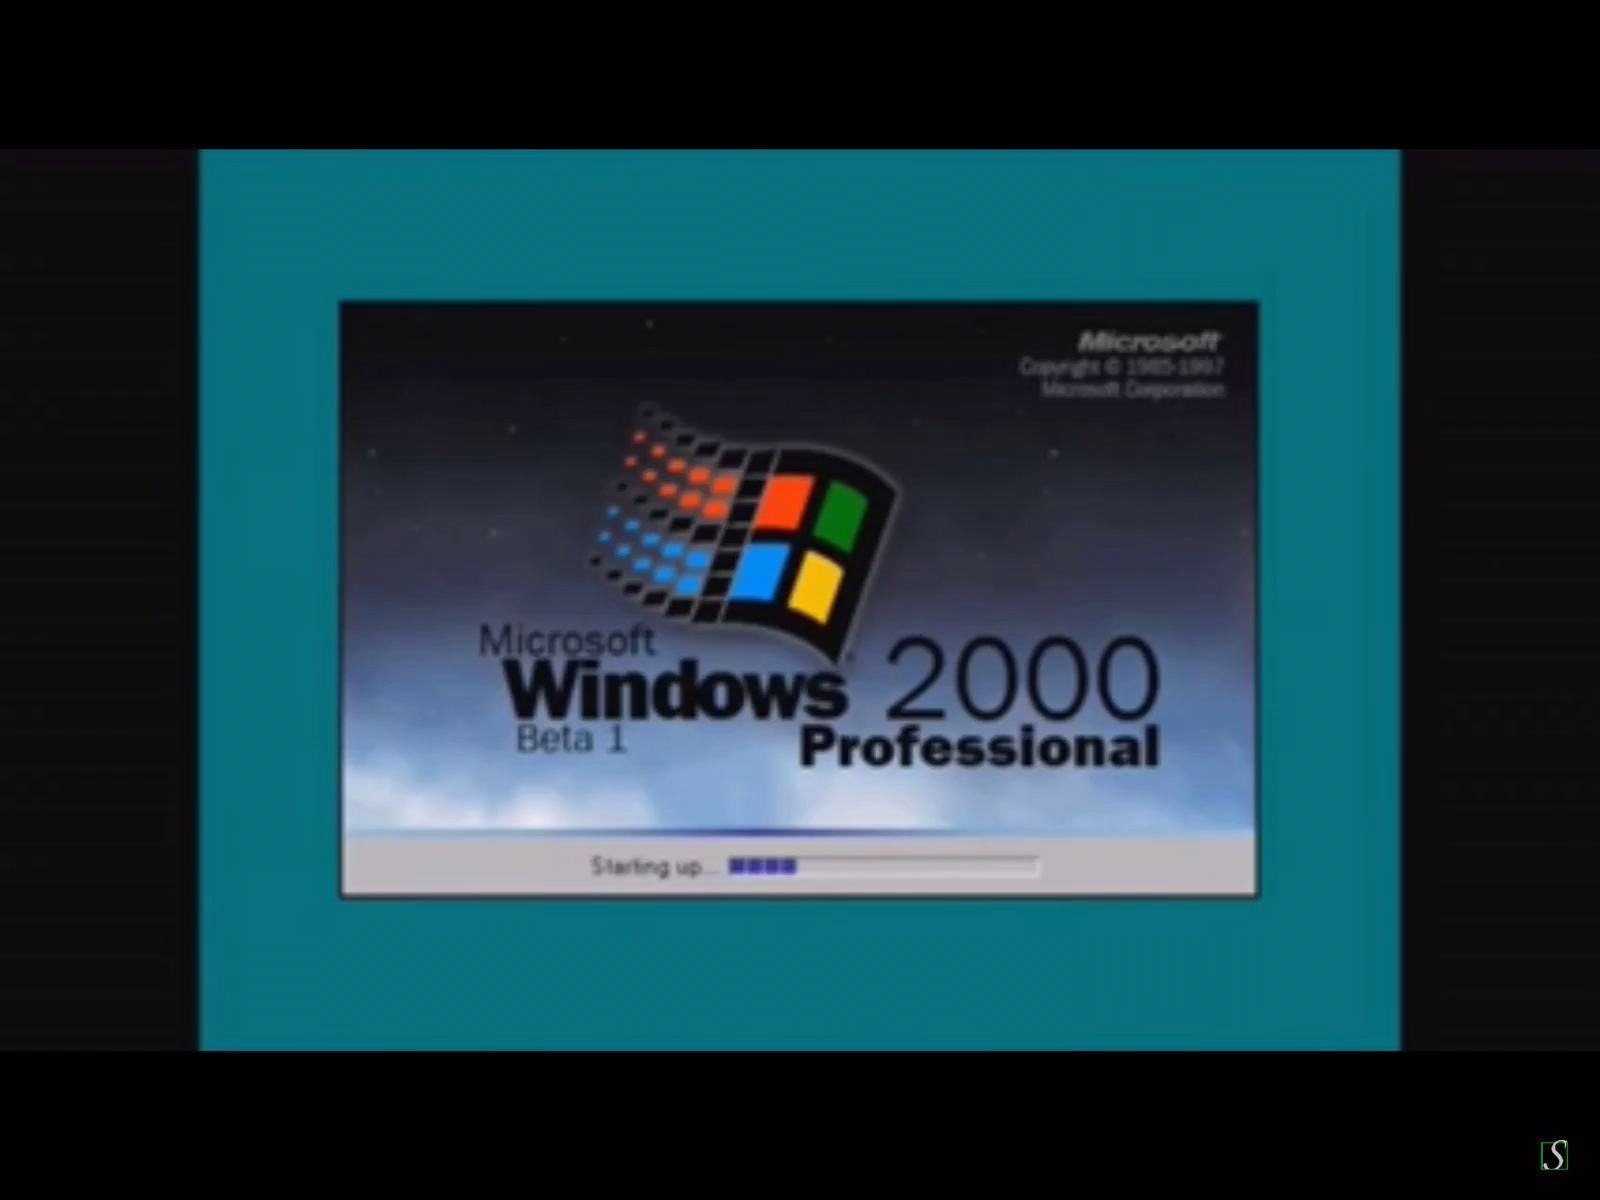 Microsoft
Copyright © 1985-1997
Microsoft Corporation
Microsoft
Windows 2000
Beta 1 Professional
Starting up...
S